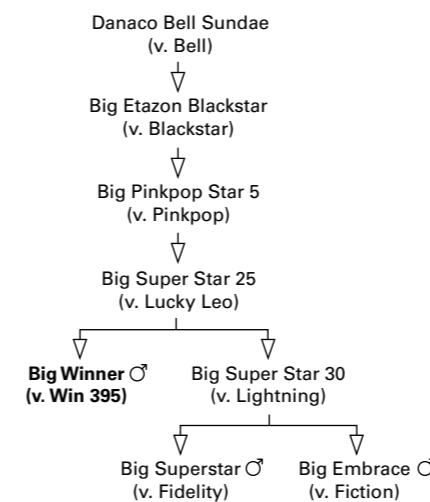 Danaco Bell Sundae
(v. Bell)
Big Etazon Blackstar
(v. Blackstar)
Big Pinkpop Star 5
(v. Pinkpop)
Big Super Star 25
(v. Lucky Leo)
Big Winner ♂
(v. Win 395)
Big Super Star 30
(v. Lightning)
Big Superstar ♂
(v. Fidelity)
Big Embrace ♂
(v. Fiction)